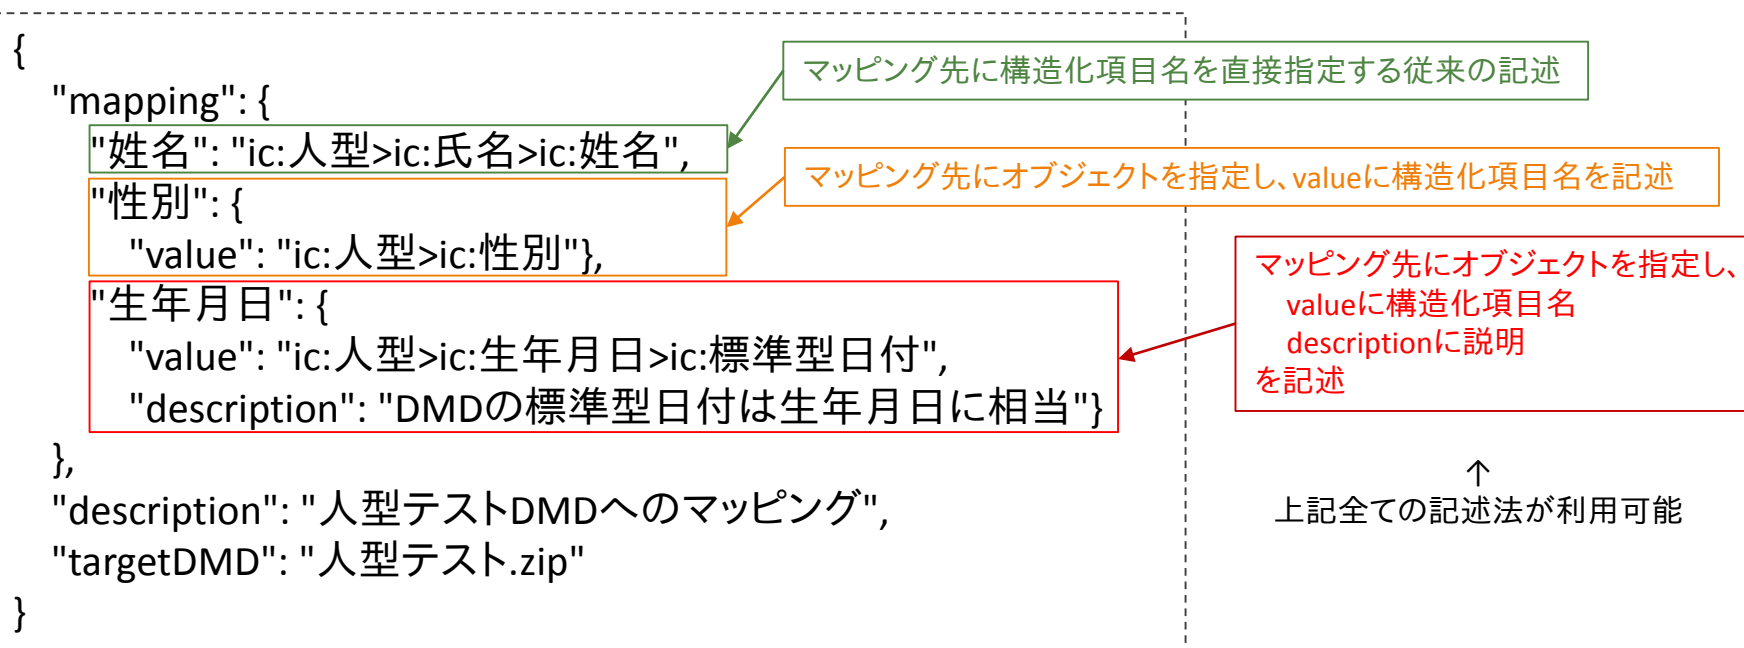 {
"mapping": {
"姓名": "ic:人型>ic:氏名>ic:姓名",
"性別": {
"value": "ic:人型>ic:性別"},
"生年月日": {
"value": "ic:人型>ic:生年月日>ic:標準型日付",
"description": "DMDの標準型日付は生年月日に相当"}
},
"description": "人型テストDMDへのマッピング",
"targetDMD": "人型テスト.zip"
}
マッピング先に構造化項目名を直接指定する従来の記述
マッピング先にオブジェクトを指定し、valueに構造化項目名を記述
マッピング先にオブジェクトを指定し、
valueに構造化項目名
descriptionに説明
を記述
↑
上記全ての記述法が利用可能